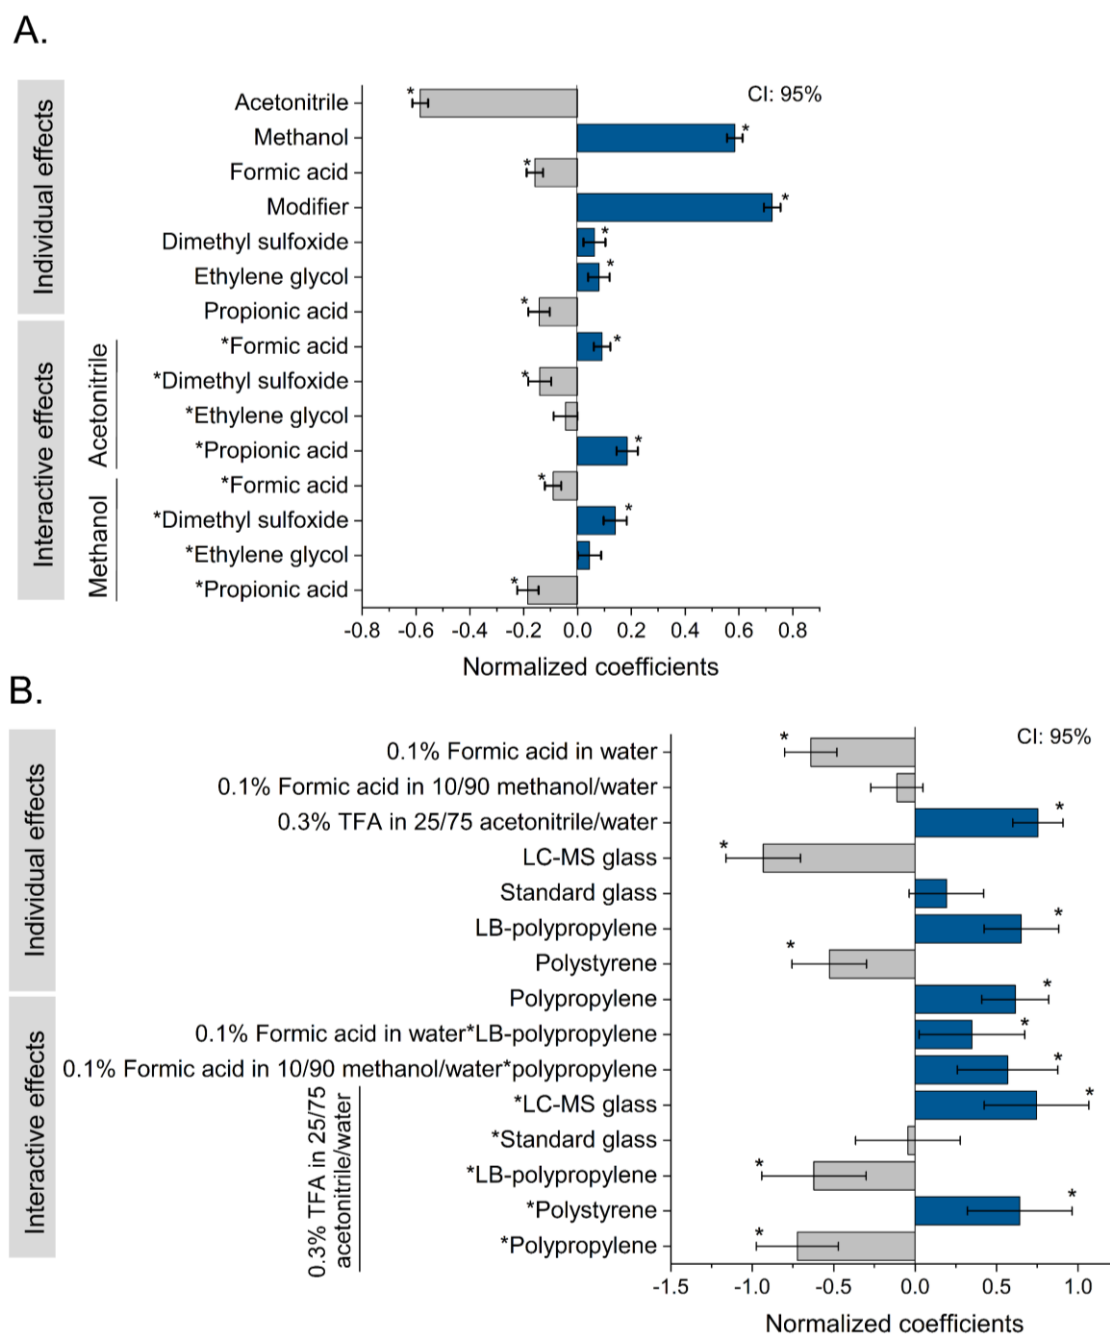 A.
CI: 95%
Individual effects
Acetonitrile
*
Methanol
*
Formic acid
*
Modifier
*
Dimethyl sulfoxide
*
Ethylene glycol
*
Propionic acid
*
Interactive effects
Acetonitrile
*Formic acid
*
*Dimethyl sulfoxide
*
*Ethylene glycol
*Propionic acid
*
Methanol
*Formic acid
*
*Dimethyl sulfoxide
*
*Ethylene glycol
*Propionic acid
*
-0.8 -0.6 -0.4 -0.2 0.0 0.2 0.4 0.6 0.8
Normalized coefficients
B.
CI: 95%
Individual effects
0.1% Formic acid in water
*
0.1% Formic acid in 10/90 methanol/water
0.3% TFA in 25/75 acetonitrile/water
*
LC-MS glass
*
Standard glass
LB-polypropylene
*
Polystyrene
*
Polypropylene
*
Interactive effects
0.1% Formic acid in water*LB-polypropylene
*
0.1% Formic acid in 10/90 methanol/water*polypropylene
*
0.3% TFA in 25/75
acetonitrile/water
*LC-MS glass
*
*Standard glass
*LB-polypropylene
*
*Polystyrene
*
*Polypropylene
*
-1.5 -1.0 -0.5 0.0 0.5 1.0
Normalized coefficients